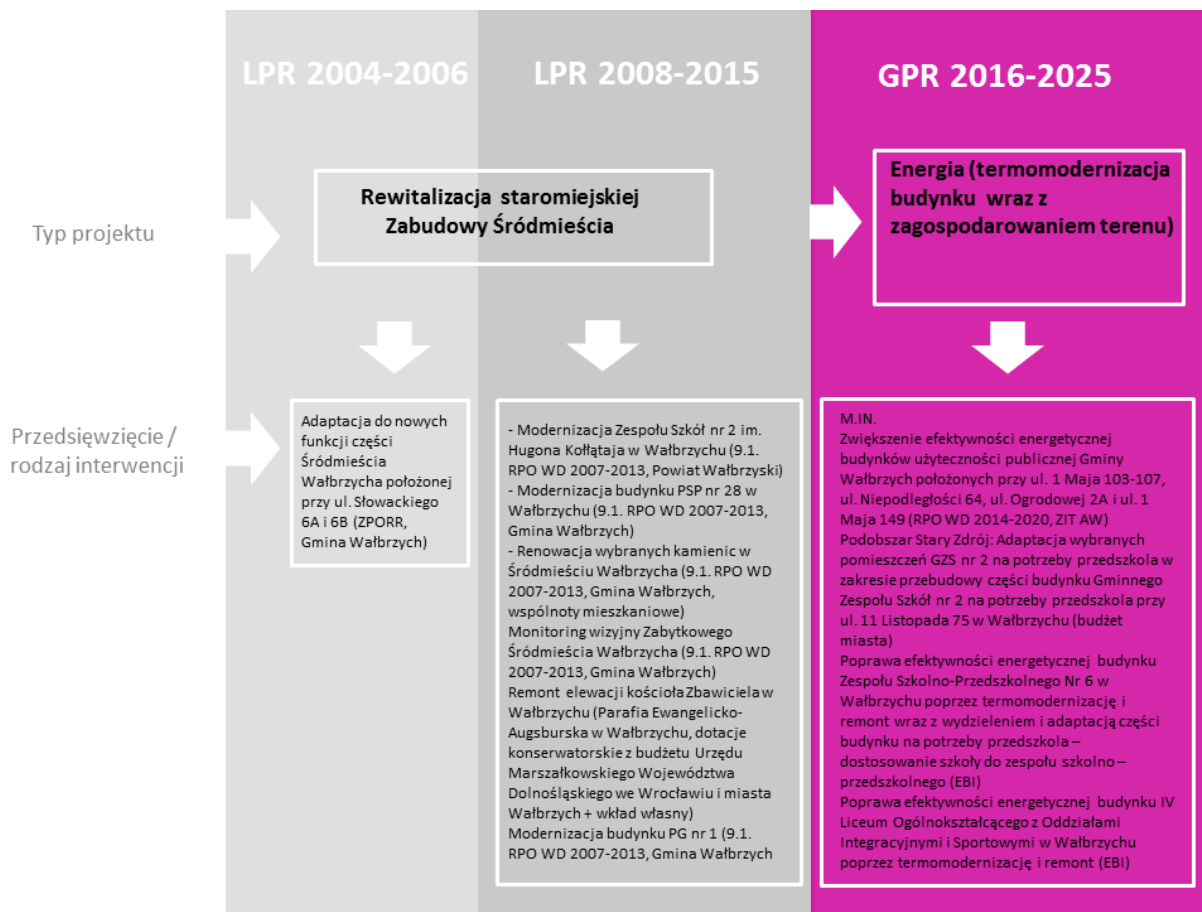 LPR 2004-2006
LPR 2008-2015
GPR 2016-2025
Typ projektu
Rewitalizacja staromiejskiej
Zabudowy Śródmieścia
Energia (termomodernizacja
budynku wraz z
zagospodarowaniem terenu)
Przedsięwzięcie /
rodzaj interwencji
Adaptacja do nowych
funkcji części
Śródmieścia
Wałbrzycha położonej
przy ul. Słowackiego
6A i 6B (ZPORR,
Gmina Wałbrzych)
- Modernizacja Zespołu Szkół nr 2 im.
Hugona Kołłątaja w Wałbrzychu (9.1.
RPO WD 2007-2013, Powiat Wałbrzyski)
- Modernizacja budynku PSP nr 28 w
Wałbrzychu (9.1. RPO WD 2007-2013,
Gmina Wałbrzych)
- Renowacja wybranych kamienic w
Śródmieściu Wałbrzycha (9.1. RPO WD
2007-2013, Gmina Wałbrzych,
wspólnoty mieszkaniowe)
Monitoring wizyjny Zabytkowego
Śródmieścia Wałbrzycha (9.1. RPO WD
2007-2013, Gmina Wałbrzych)
Remont elewacji kościoła Zbawiciela w
Wałbrzychu (Parafia Ewangelicko-
Augsburska w Wałbrzychu, dotacje
konserwatorskie z budżetu Urzędu
Marszałkowskiego Województwa
Dolnośląskiego we Wrocławiu i miasta
Wałbrzych + wkład własny)
Modernizacja budynku PG nr 1 (9.1.
RPO WD 2007-2013, Gmina Wałbrzych
M.IN.
Zwiększenie efektywności energetycznej
budynków użyteczności publicznej Gminy
Wałbrzych położonych przy ul. 1 Maja 103-107,
ul. Niepodległości 64, ul. Ogrodowej 2A i ul. 1
Maja 149 (RPO WD 2014-2020, ZIT AW)
Podobszar Stary Zdrój: Adaptacja wybranych
pomieszczeń GZS nr 2 na potrzeby przedszkola w
zakresie przebudowy części budynku Gminnego
Zespołu Szkół nr 2 na potrzeby przedszkola przy
ul. 11 Listopada 75 w Wałbrzychu (budżet
miasta)
Poprawa efektywności energetycznej budynku
Zespołu Szkolno-Przedszkolnego Nr 6 w
Wałbrzychu poprzez termomodernizację i
remont wraz z wydzieleniem i adaptacją części
budynku na potrzeby przedszkola –
dostosowanie szkoły do zespołu szkolno –
przedszkolnego (EBI)
Poprawa efektywności energetycznej budynku IV
Liceum Ogólnokształcącego z Oddziałami
Integracyjnymi i Sportowymi w Wałbrzychu
poprzez termomodernizację i remont (EBI)